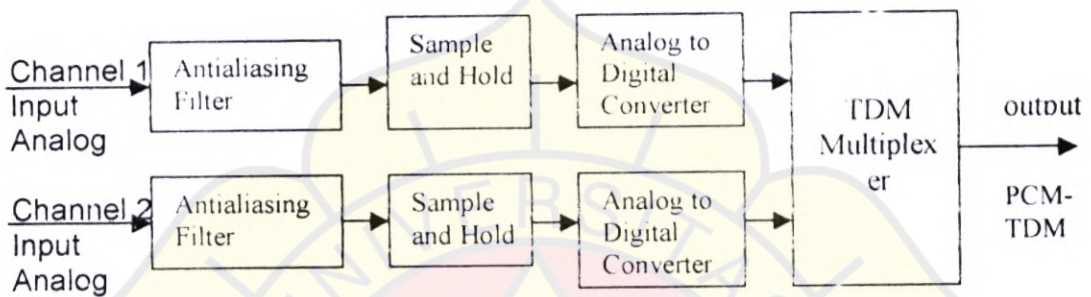 Channel 1
Input
Analog
Antialiasing
Filter
Sample
and Hold
Analog to
Digital
Converter
TDM
Multiplex
er
output
PCM-
TDM
Channel 2
Input
Analog
Antialiasing
Filter
Sample
and Hold
Analog to
Digital
Converter
UNIVERSITA